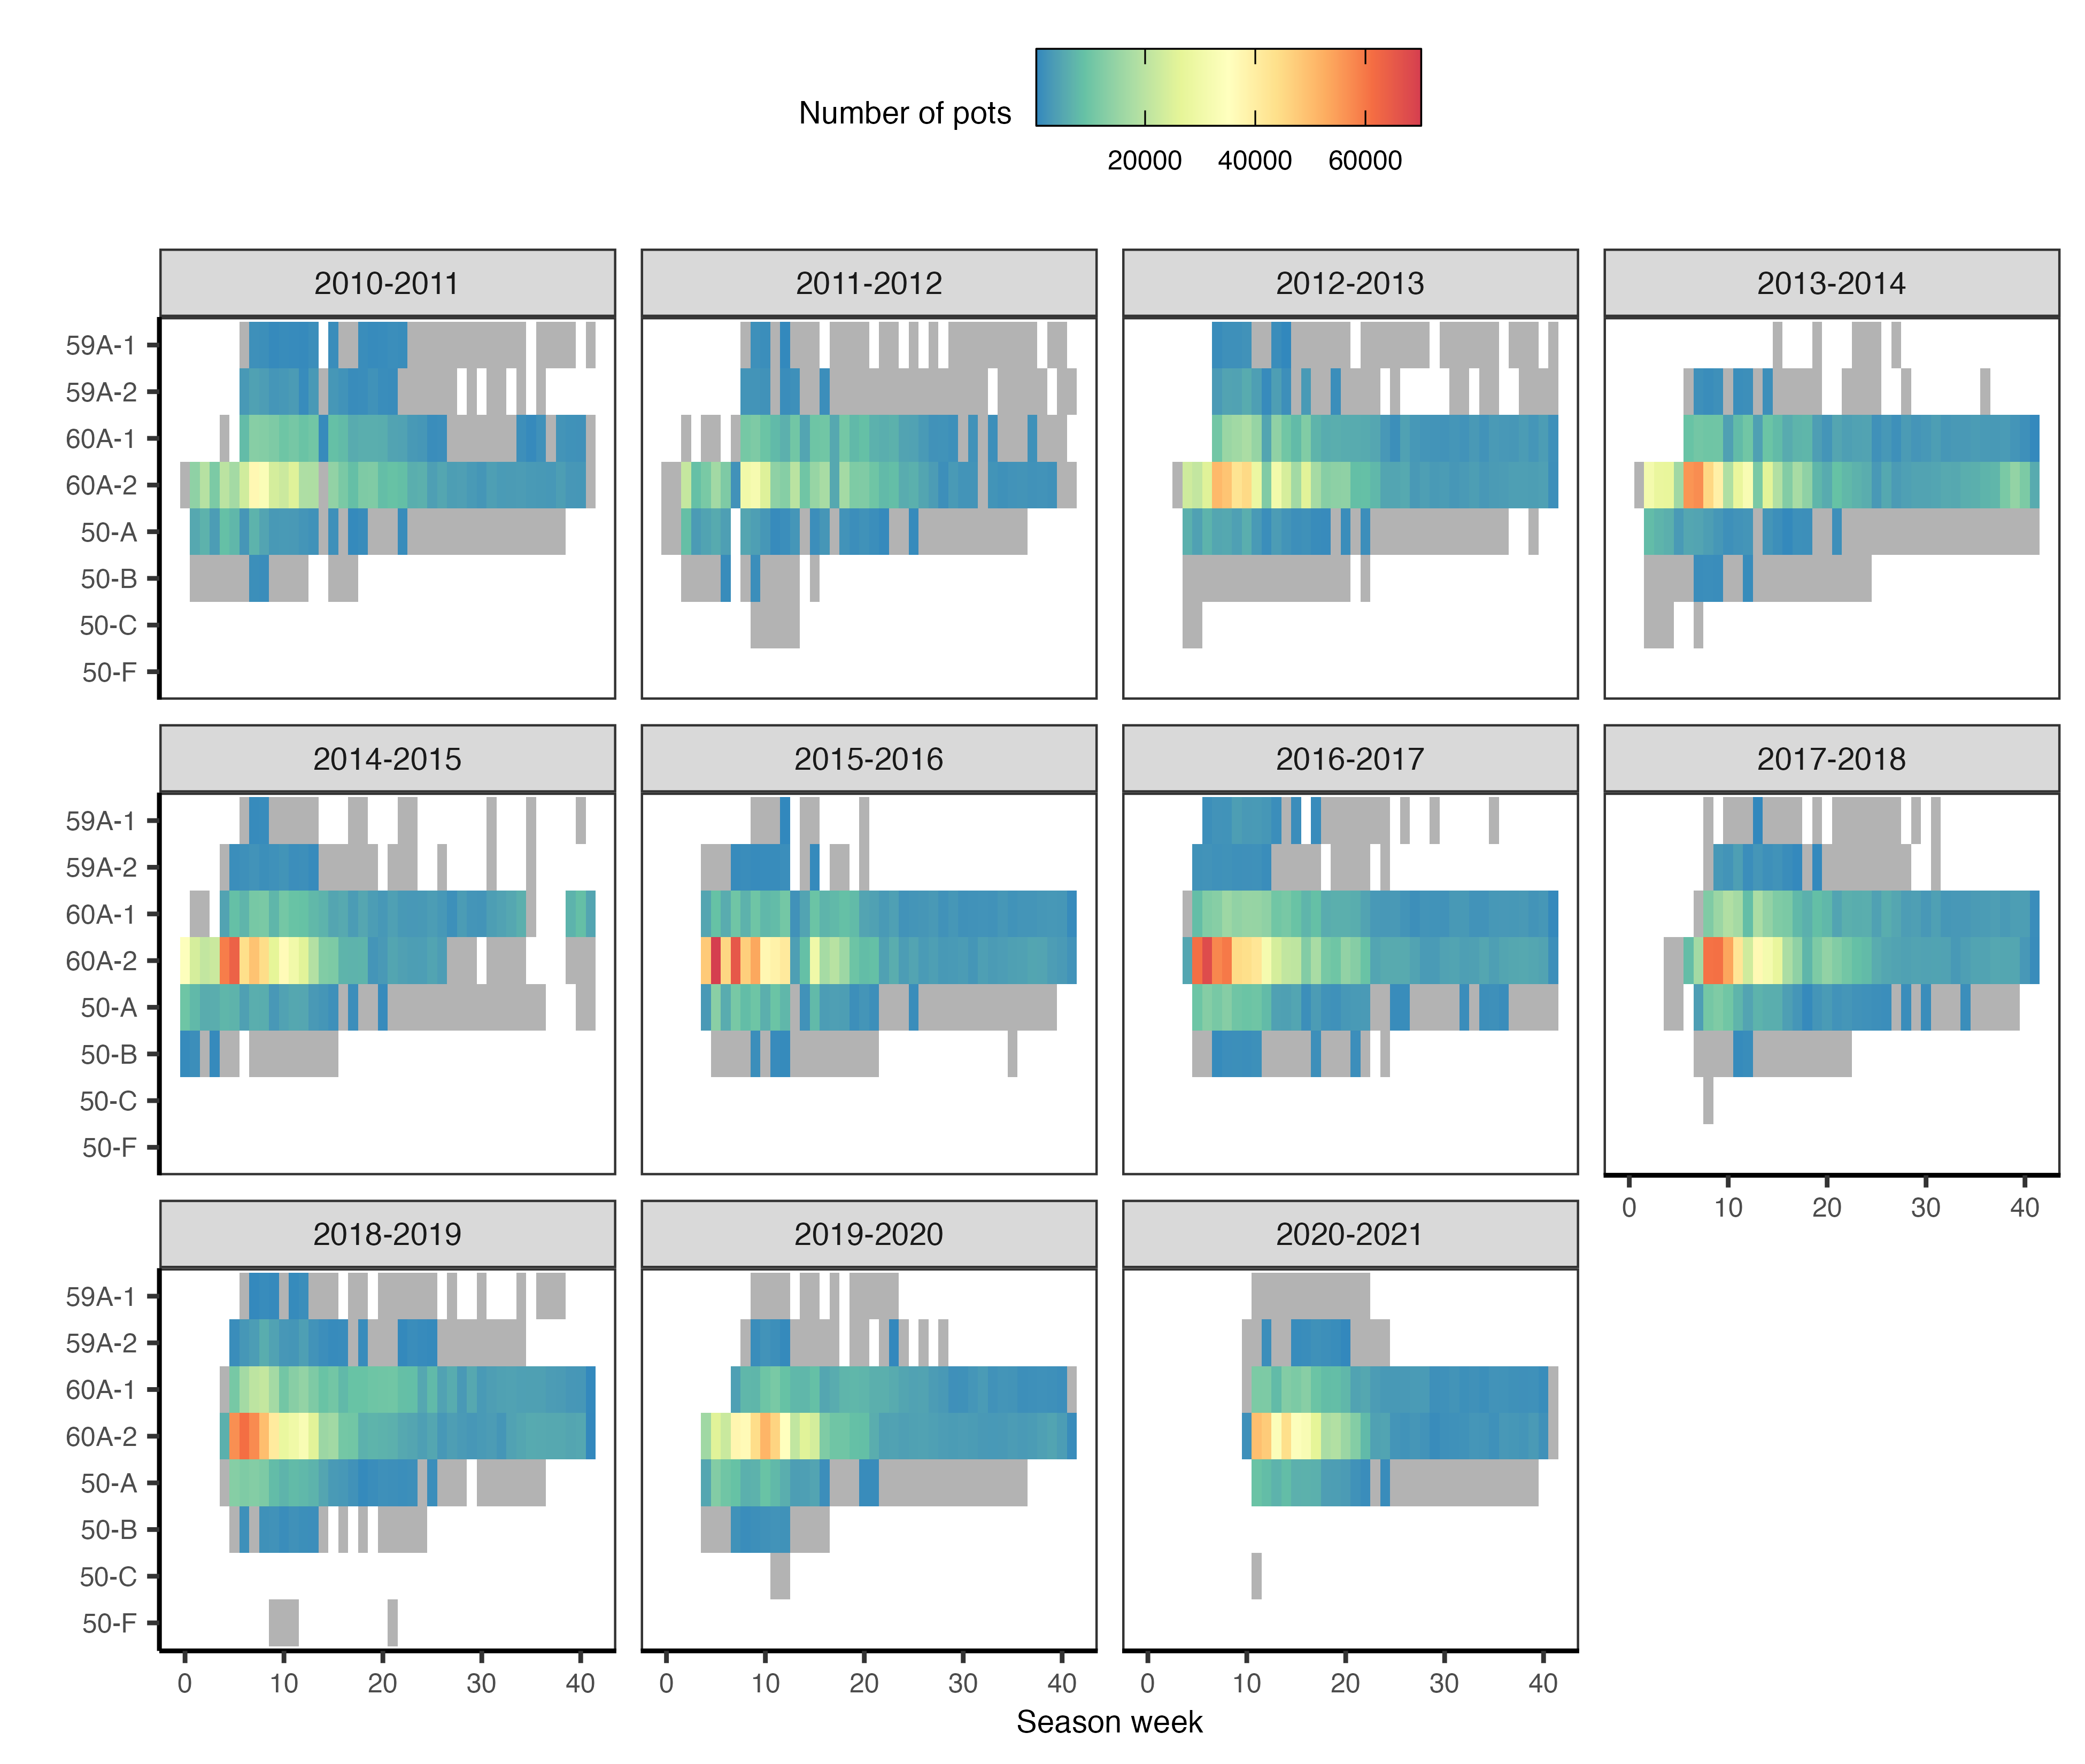 Number of pots
20000 40000 60000
2010-2011 2011-2012 2012-2013 2013-2014
59A-1
59A-2
60A-1
60A-2
50-A
50-B
50-C
50-F
2014-2015 2015-2016 2016-2017 2017-2018
59A-1
59A-2
60A-1
60A-2
50-A
50-B
50-C
50-F
0 10 20 30 40
2018-2019 2019-2020 2020-2021
59A-1
59A-2
60A-1
60A-2
50-A
50-B
50-C
50-F
0 10 20 30 40 0 10 20 30 40 0 10 20 30 40
Season week